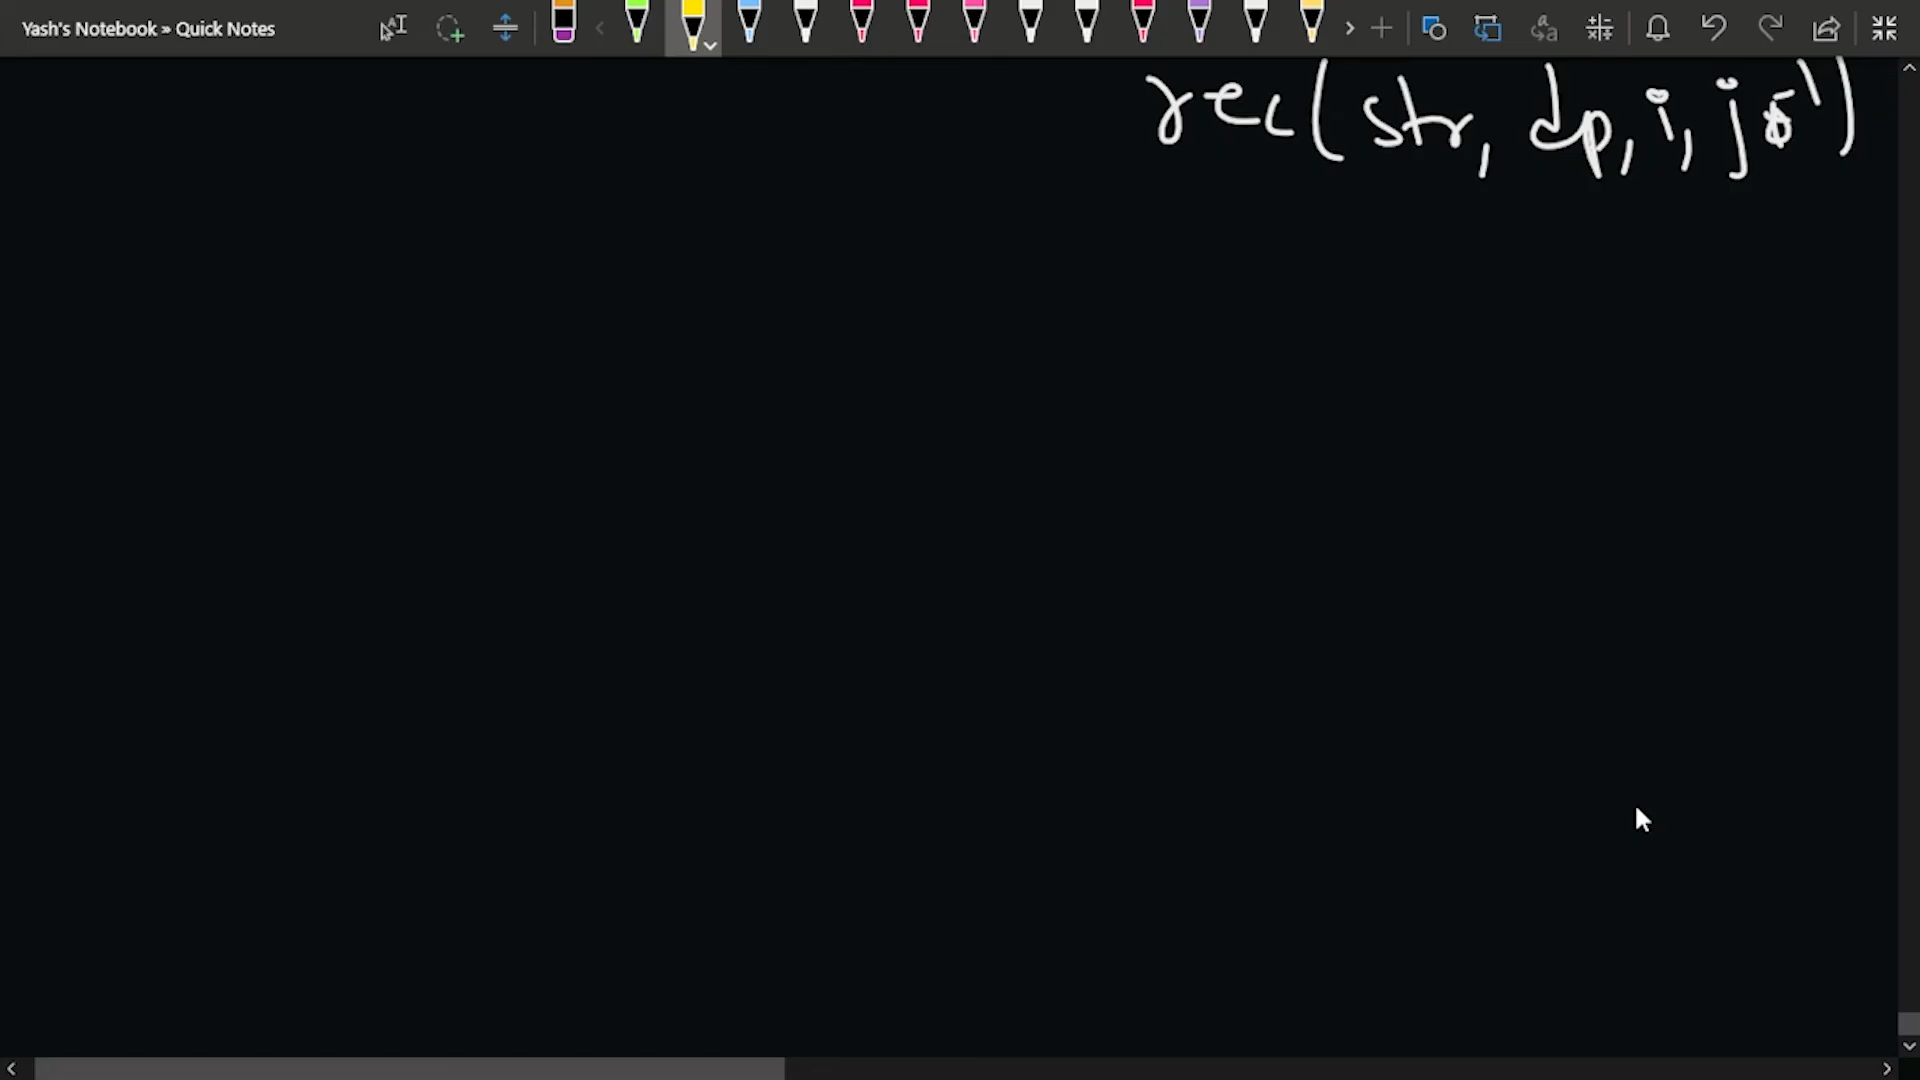 Yash's Notebook » Quick Notes
rec(str, dp, i, j